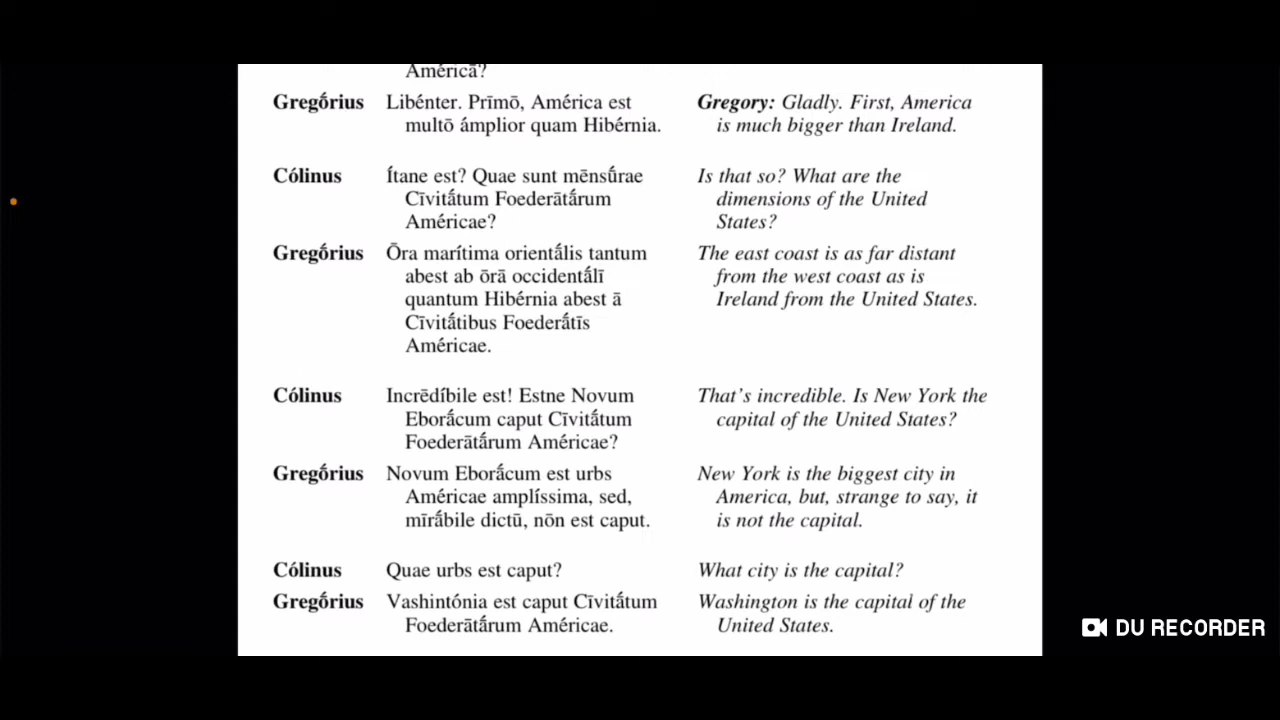 Américā?
Gregṓrius Libénter. Prīmō, América est
multō ámplior quam Hibérnia.
Gregory: Gladly. First, America
is much bigger than Ireland.
Cólinus Ítane est? Quae sunt mēnsū́rae
Cīvitā́tum Foederātā́rum
Américae?
Is that so? What are the
dimensions of the United
States?
Gregṓrius Ōra marítima orientā́lis tantum
abest ab ōrā occidentā́lī
quantum Hibérnia abest ā
Cīvitā́tibus Foederā́tīs
Américae.
The east coast is as far distant
from the west coast as is
Ireland from the United States.
Cólinus Incrēdíbile est! Estne Novum
Eborā́cum caput Cīvitā́tum
Foederātā́rum Américae?
That's incredible. Is New York the
capital of the United States?
Gregṓrius Novum Eborā́cum est urbs
Américae amplíssima, sed,
mīrā́bile dictū, nōn est caput.
New York is the biggest city in
America, but, strange to say, it
is not the capital.
Cólinus Quae urbs est caput?
What city is the capital?
Gregṓrius Vashintónia est caput Cīvitā́tum
Foederātā́rum Américae.
Washington is the capital of the
United States.
DU RECORDER